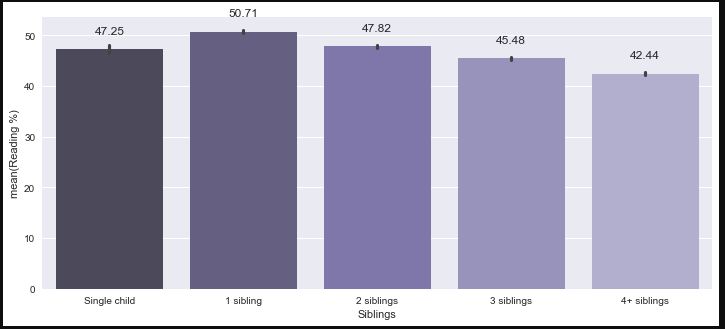 50.71
47.25
47.82
45.48
42.44
mean(Reading %)
50
40
30
20
10
0
Single child
1 sibling
2 siblings
3 siblings
4+ siblings
Siblings